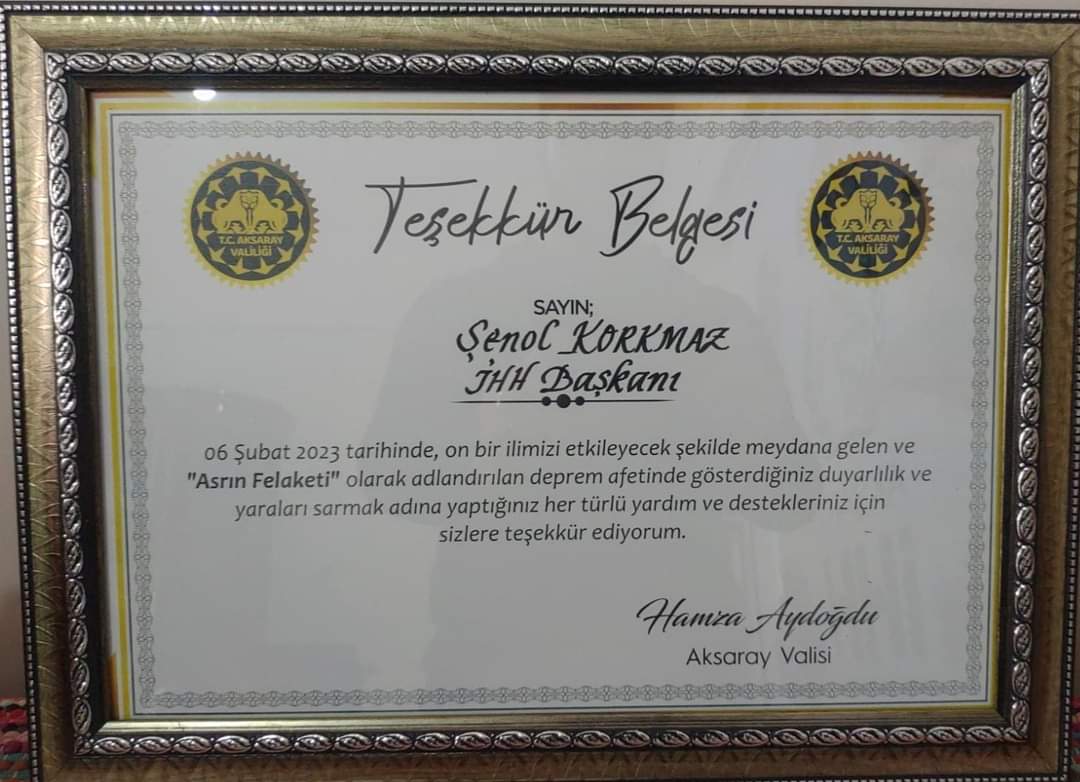 Teşekkür Belgesi
T.C. AKSARAY
VALİLİĞİ
T.C. AKSARAY
VALİLİĞİ
SAYIN;
Şenol KORKMAZ
İHH Başkanı
06 Şubat 2023 tarihinde, on bir ilimizi etkileyecek şekilde meydana gelen ve
"Asrın Felaketi" olarak adlandırılan deprem afetinde gösterdiğiniz duyarlılık ve
yaraları sarmak adına yaptığınız her türlü yardım ve destekleriniz için
sizlere teşekkür ediyorum.
Hamza Aydoğdu
Aksaray Valisi